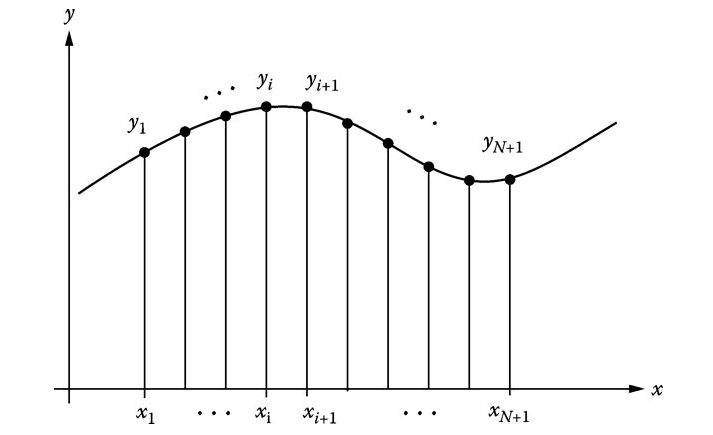 y
... y_i y_{i+1} ...
y_1 y_{N+1}
x
x_1 ... x_i x_{i+1} ... x_{N+1}